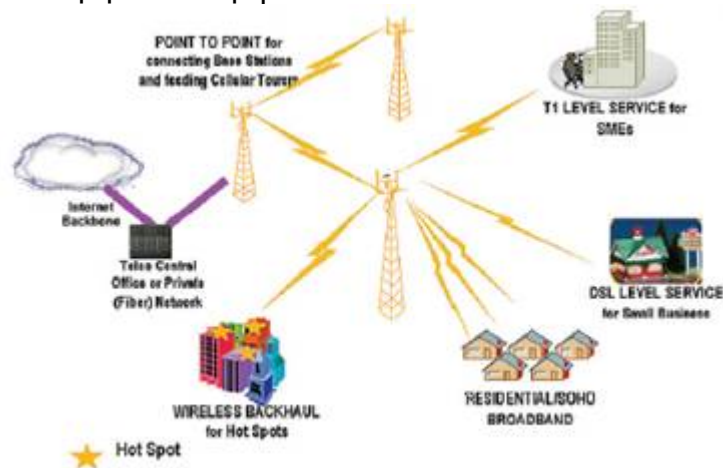 POINT TO POINT for
connecting Base Stations
and feeding Cellular Towers
T1 LEVEL SERVICE for
SMEs
Internet
Backbone
Telco Central
Office or Private
(Fiber) Network
DSL LEVEL SERVICE
for Small Business
WIRELESS BACKHAUL
for Hot Spots
RESIDENTIAL/SOHO
BROADBAND
Hot Spot